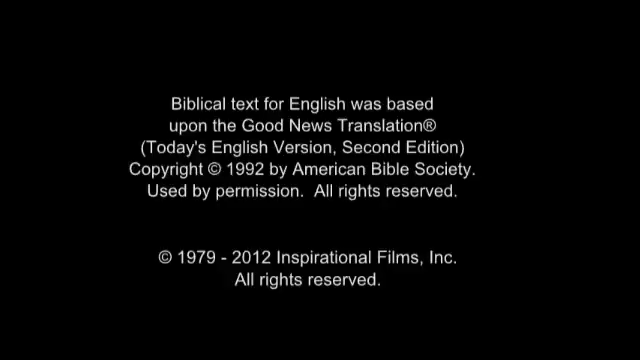 Biblical text for English was based
upon the Good News Translation®
(Today's English Version, Second Edition)
Copyright © 1992 by American Bible Society.
Used by permission.  All rights reserved.
© 1979 - 2012 Inspirational Films, Inc.
All rights reserved.